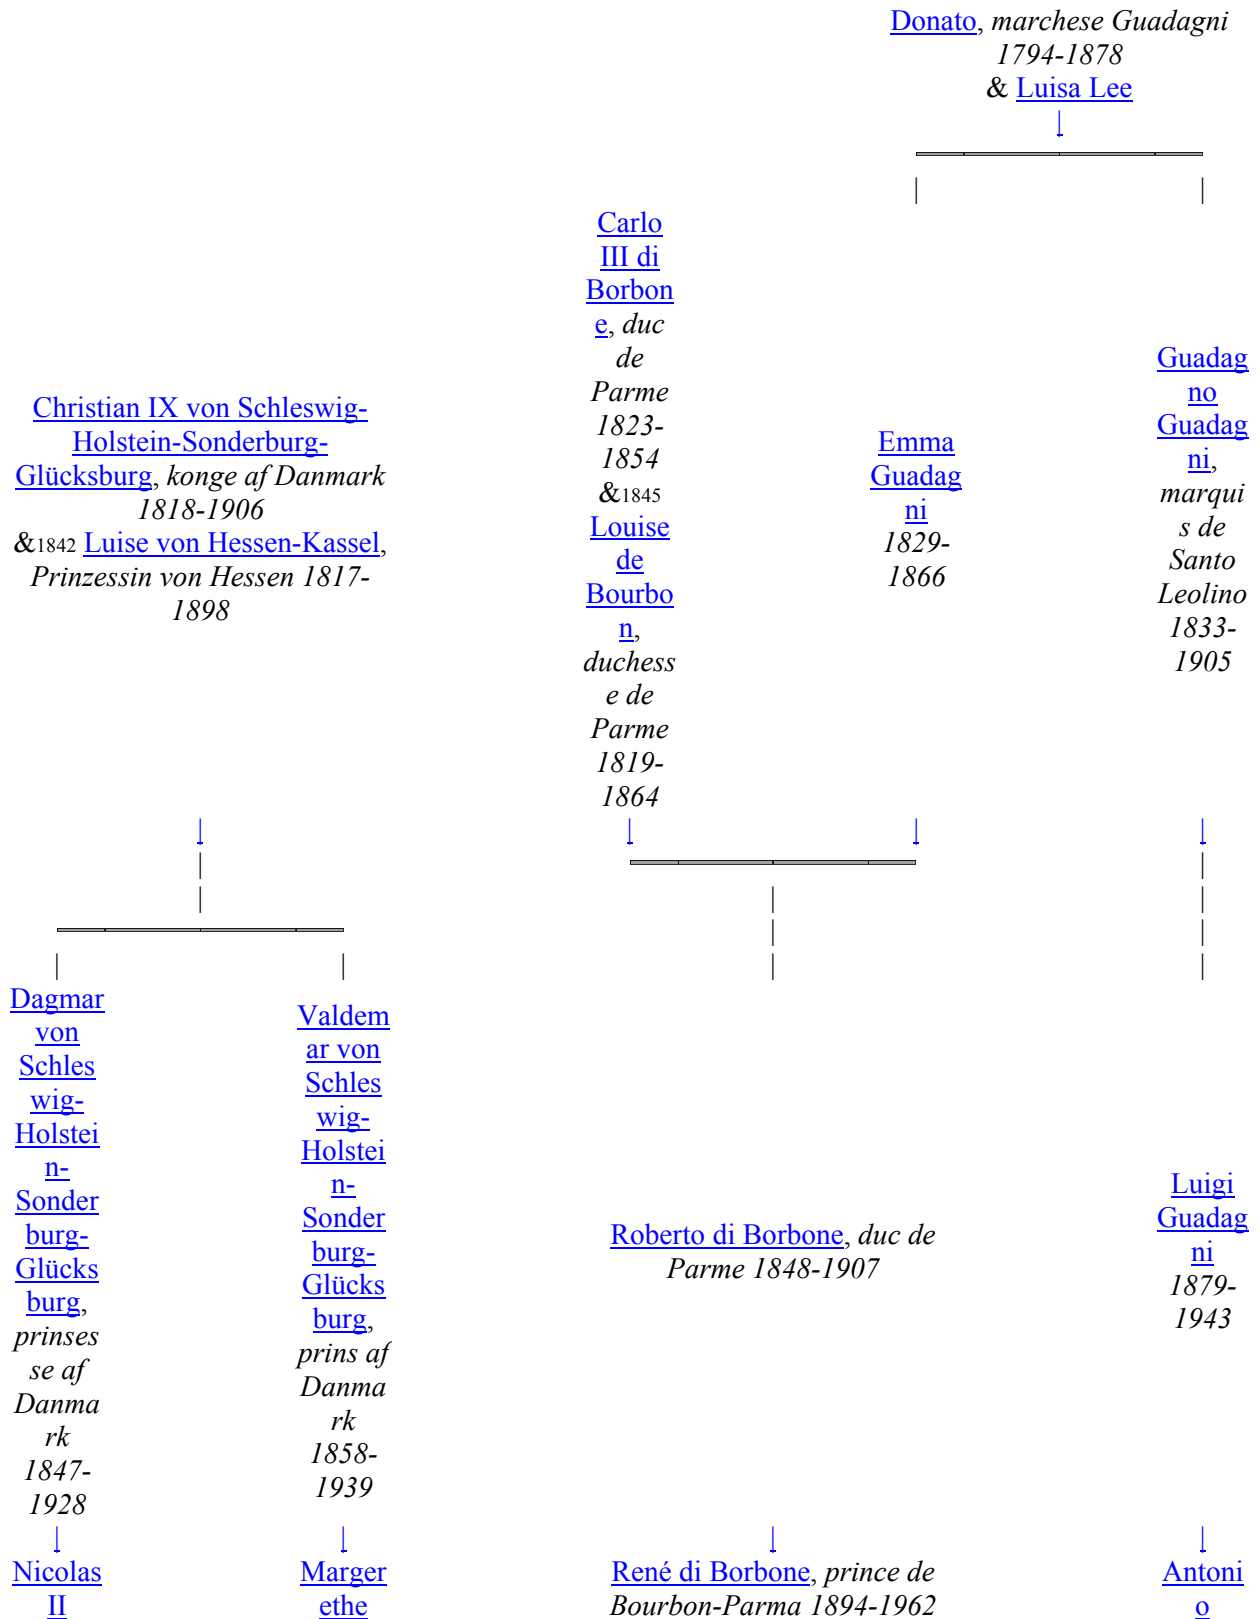 Donato, marchese Guadagni
1794-1878
& Luisa Lee
|
|
|
Carlo
III di
Borbon
e, duc
de
Parme
1823-
1854
&1845
Louise
de
Bourbo
n,
duchess
e de
Parme
1819-
1864
Christian IX von Schleswig-
Holstein-Sonderburg-
Glücksburg, konge af Danmark
1818-1906
&1842 Luise von Hessen-Kassel,
Prinzessin von Hessen 1817-
1898
Emma
Guadag
ni
1829-
1866
Guadag
no
Guadag
ni,
marqui
s de
Santo
Leolino
1833-
1905
Dagmar
von
Schles
wig-
Holstei
n-
Sonder
burg-
Glücks
burg,
prinses
se af
Danma
rk
1847-
1928
Valdem
ar von
Schles
wig-
Holstei
n-
Sonder
burg-
Glücks
burg,
prins af
Danma
rk
1858-
1939
Roberto di Borbone, duc de
Parme 1848-1907
Luigi
Guadag
ni
1879-
1943
Nicolas
II
Marger
ethe
René di Borbone, prince de
Bourbon-Parma 1894-1962
Antoni
o